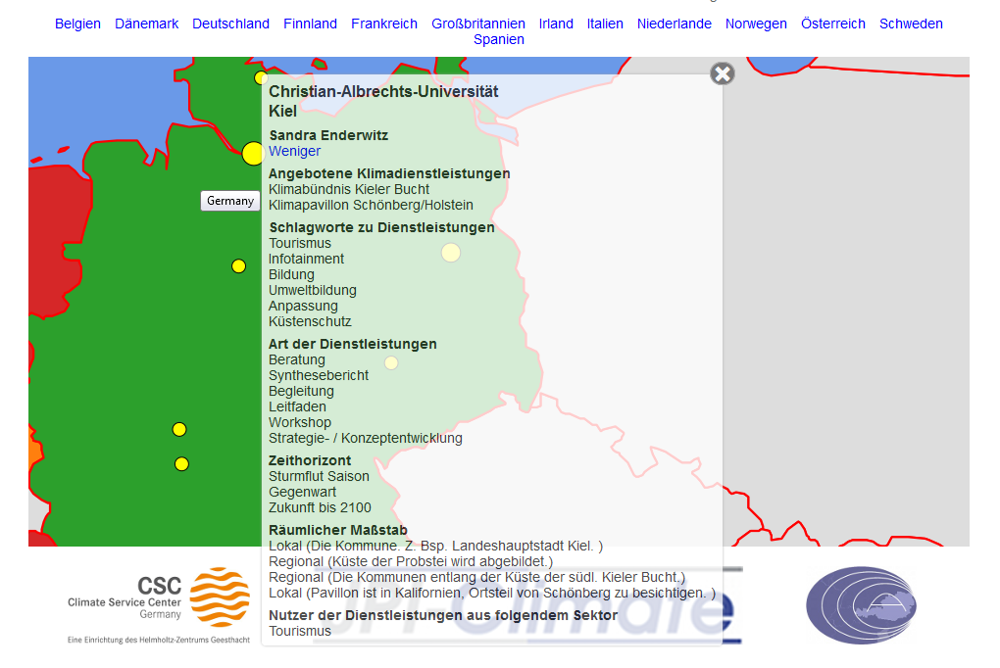 Belgien Dänemark Deutschland Finnland Frankreich Großbritannien Irland Italien Niederlande Norwegen Österreich Schweden
Spanien
Christian-Albrechts-Universität
Kiel
Sandra Enderwitz
Weniger
Angebotene Klimadienstleistungen
Klimabündnis Kieler Bucht
Germany
Klimapavillon Schönberg/Holstein
Schlagworte zu Dienstleistungen
Tourismus
Infotainment
Bildung
Umweltbildung
Anpassung
Küstenschutz
Art der Dienstleistungen
Beratung
Synthesebericht
Begleitung
Leitfaden
Workshop
Strategie- / Konzeptentwicklung
Zeithorizont
Sturmflut Saison
Gegenwart
Zukunft bis 2100
Räumlicher Maßstab
Lokal (Die Kommune. Z. Bsp. Landeshauptstadt Kiel. )
Regional (Küste der Probstei wird abgebildet.)
Regional (Die Kommunen entlang der Küste der südl. Kieler Bucht.)
Lokal (Pavillon ist in Kalifornien, Ortsteil von Schönberg zu besichtigen. )
Nutzer der Dienstleistungen aus folgendem Sektor
Tourismus
CSC
Climate Service Center
Germany
Eine Einrichtung des Helmholtz-Zentrums Geesthacht
JPI-Climate